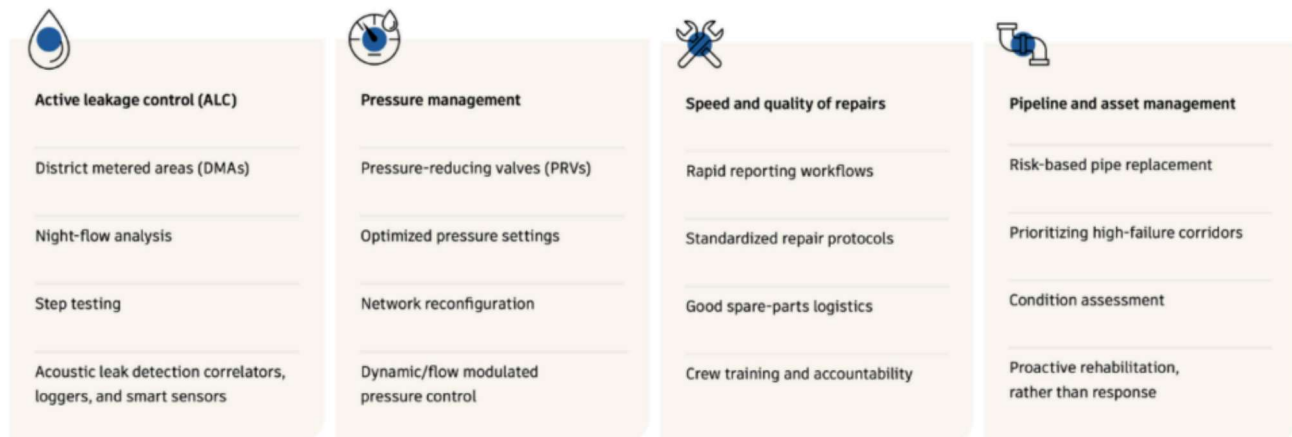 Active leakage control (ALC)
District metered areas (DMAs)
Night-flow analysis
Step testing
Acoustic leak detection correlators,
loggers, and smart sensors
Pressure management
Pressure-reducing valves (PRVs)
Optimized pressure settings
Network reconfiguration
Dynamic/flow modulated
pressure control
Speed and quality of repairs
Rapid reporting workflows
Standardized repair protocols
Good spare-parts logistics
Crew training and accountability
Pipeline and asset management
Risk-based pipe replacement
Prioritizing high-failure corridors
Condition assessment
Proactive rehabilitation,
rather than response